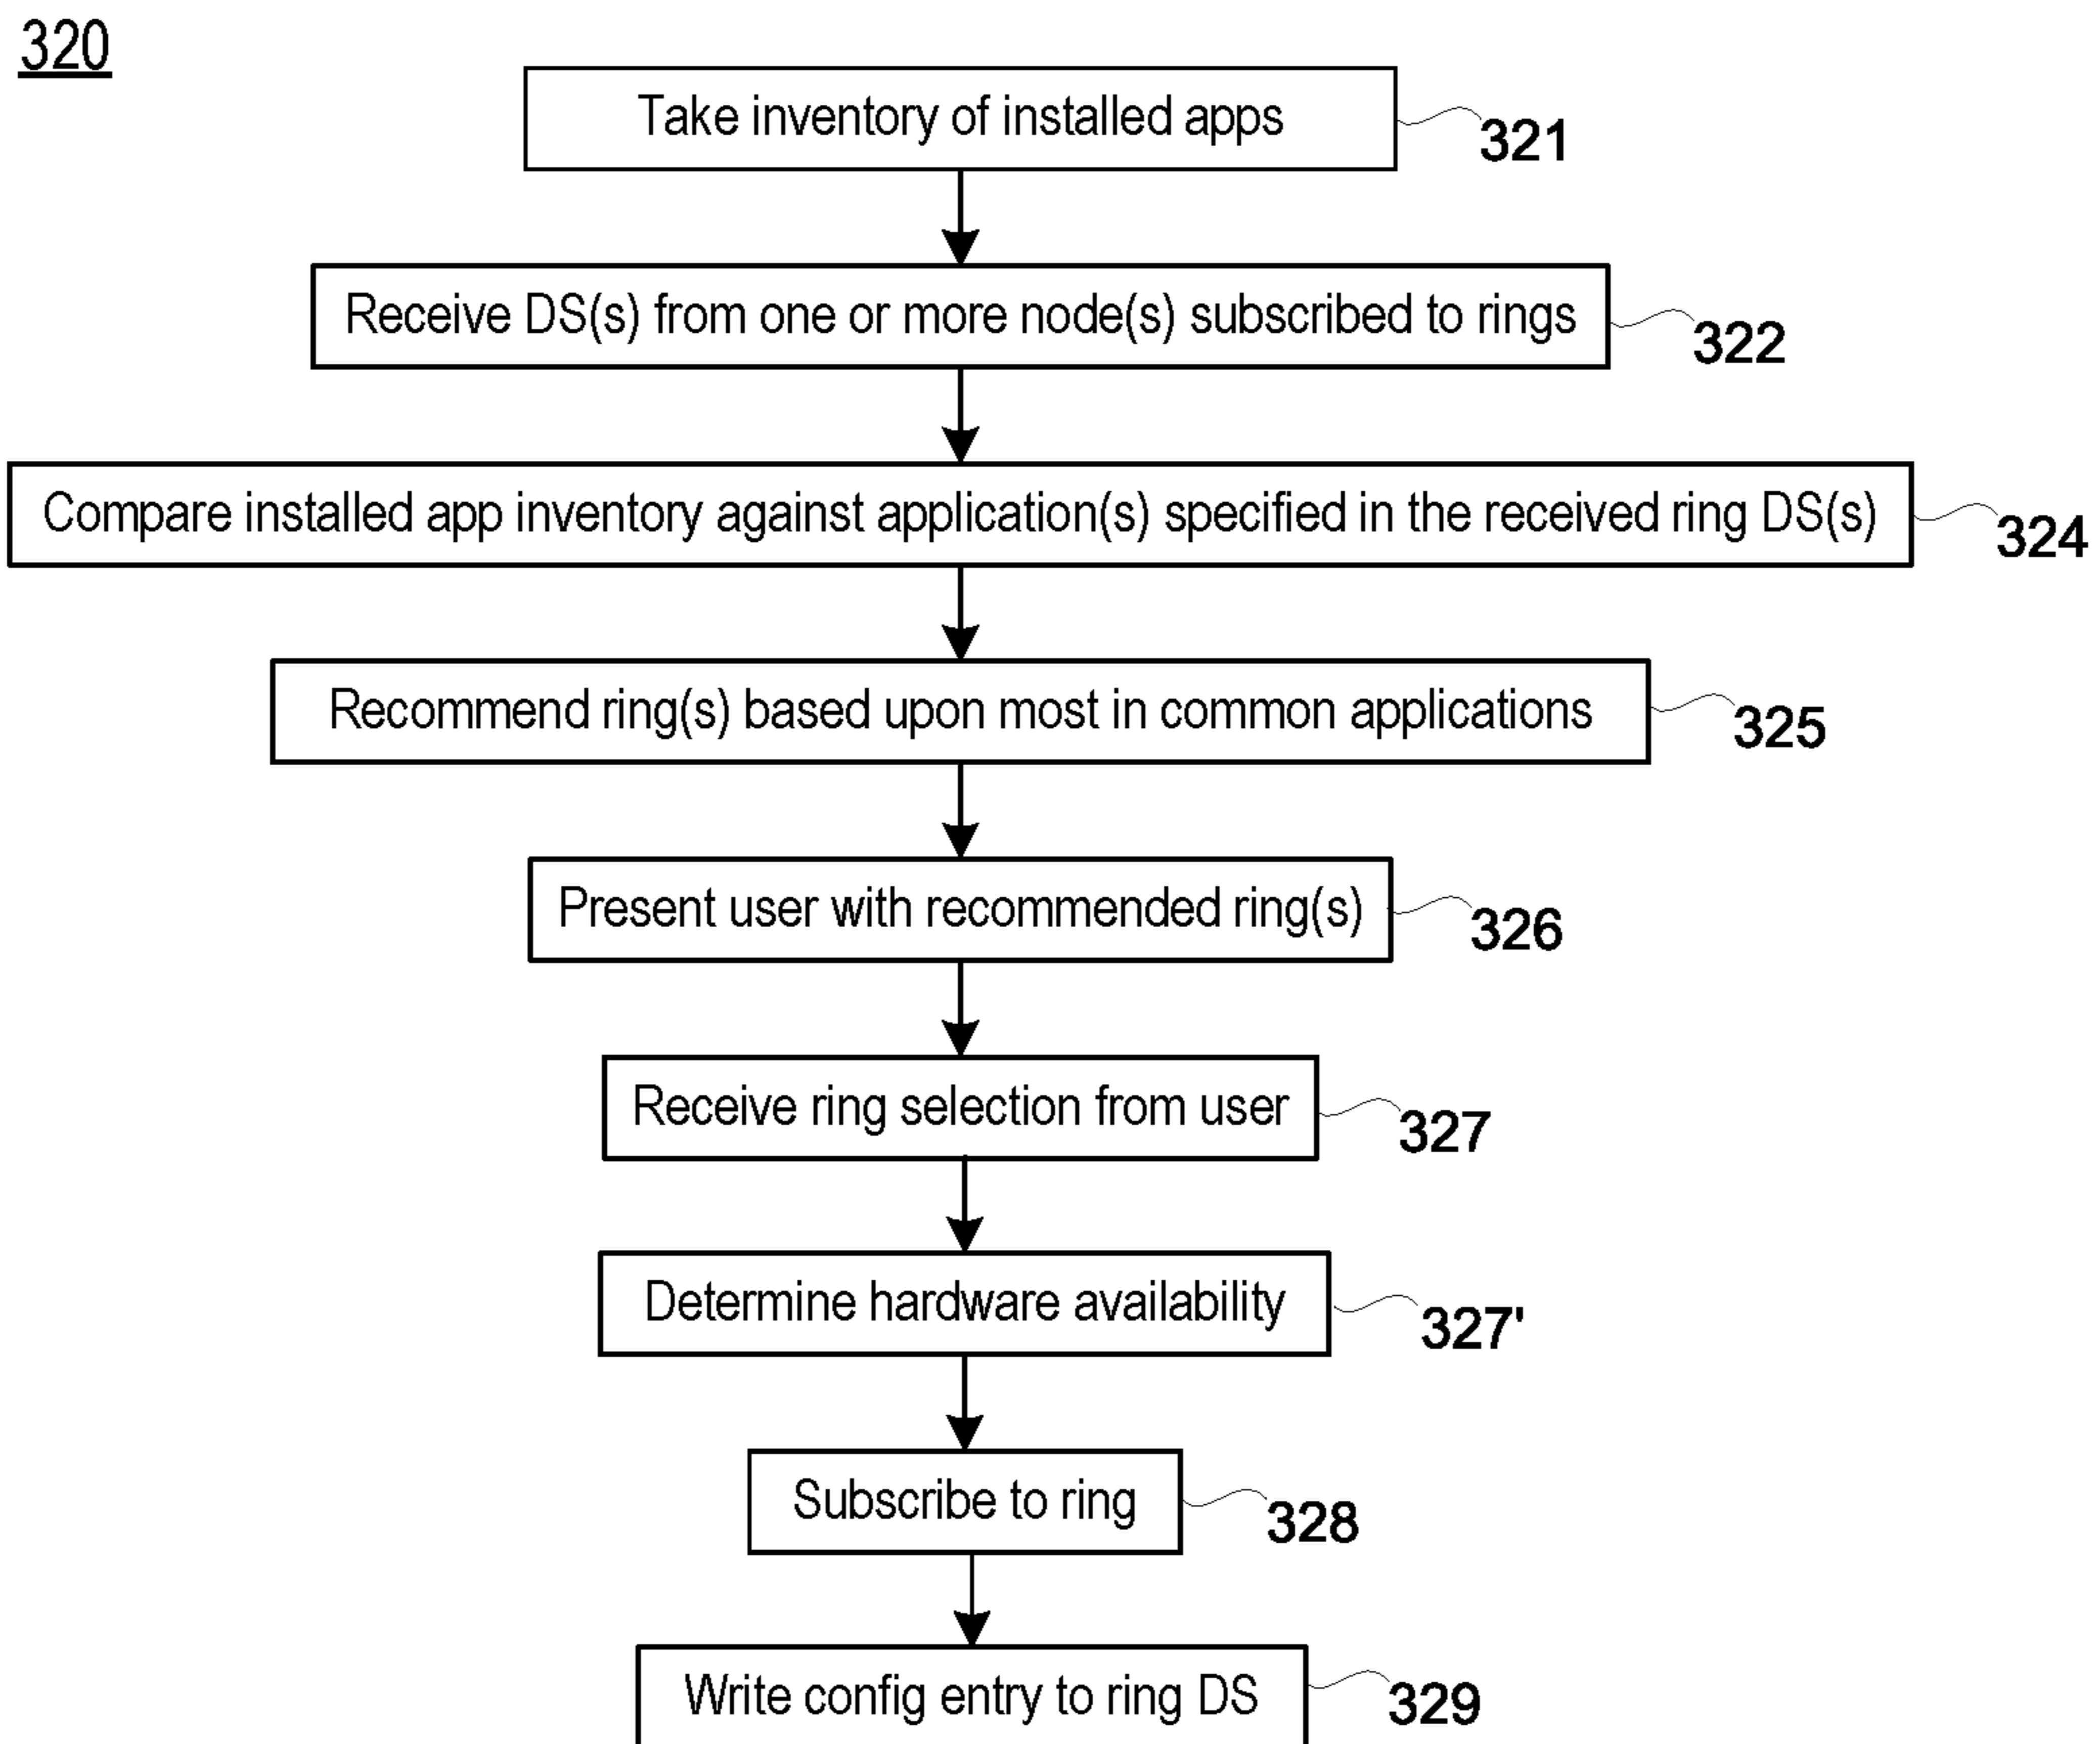 320
Take inventory of installed apps
321
Receive DS(s) from one or more node(s) subscribed to rings
322
Compare installed app inventory against application(s) specified in the received ring DS(s)
324
Recommend ring(s) based upon most in common applications
325
Present user with recommended ring(s)
326
Receive ring selection from user
327
Determine hardware availability
327'
Subscribe to ring
328
Write config entry to ring DS
329